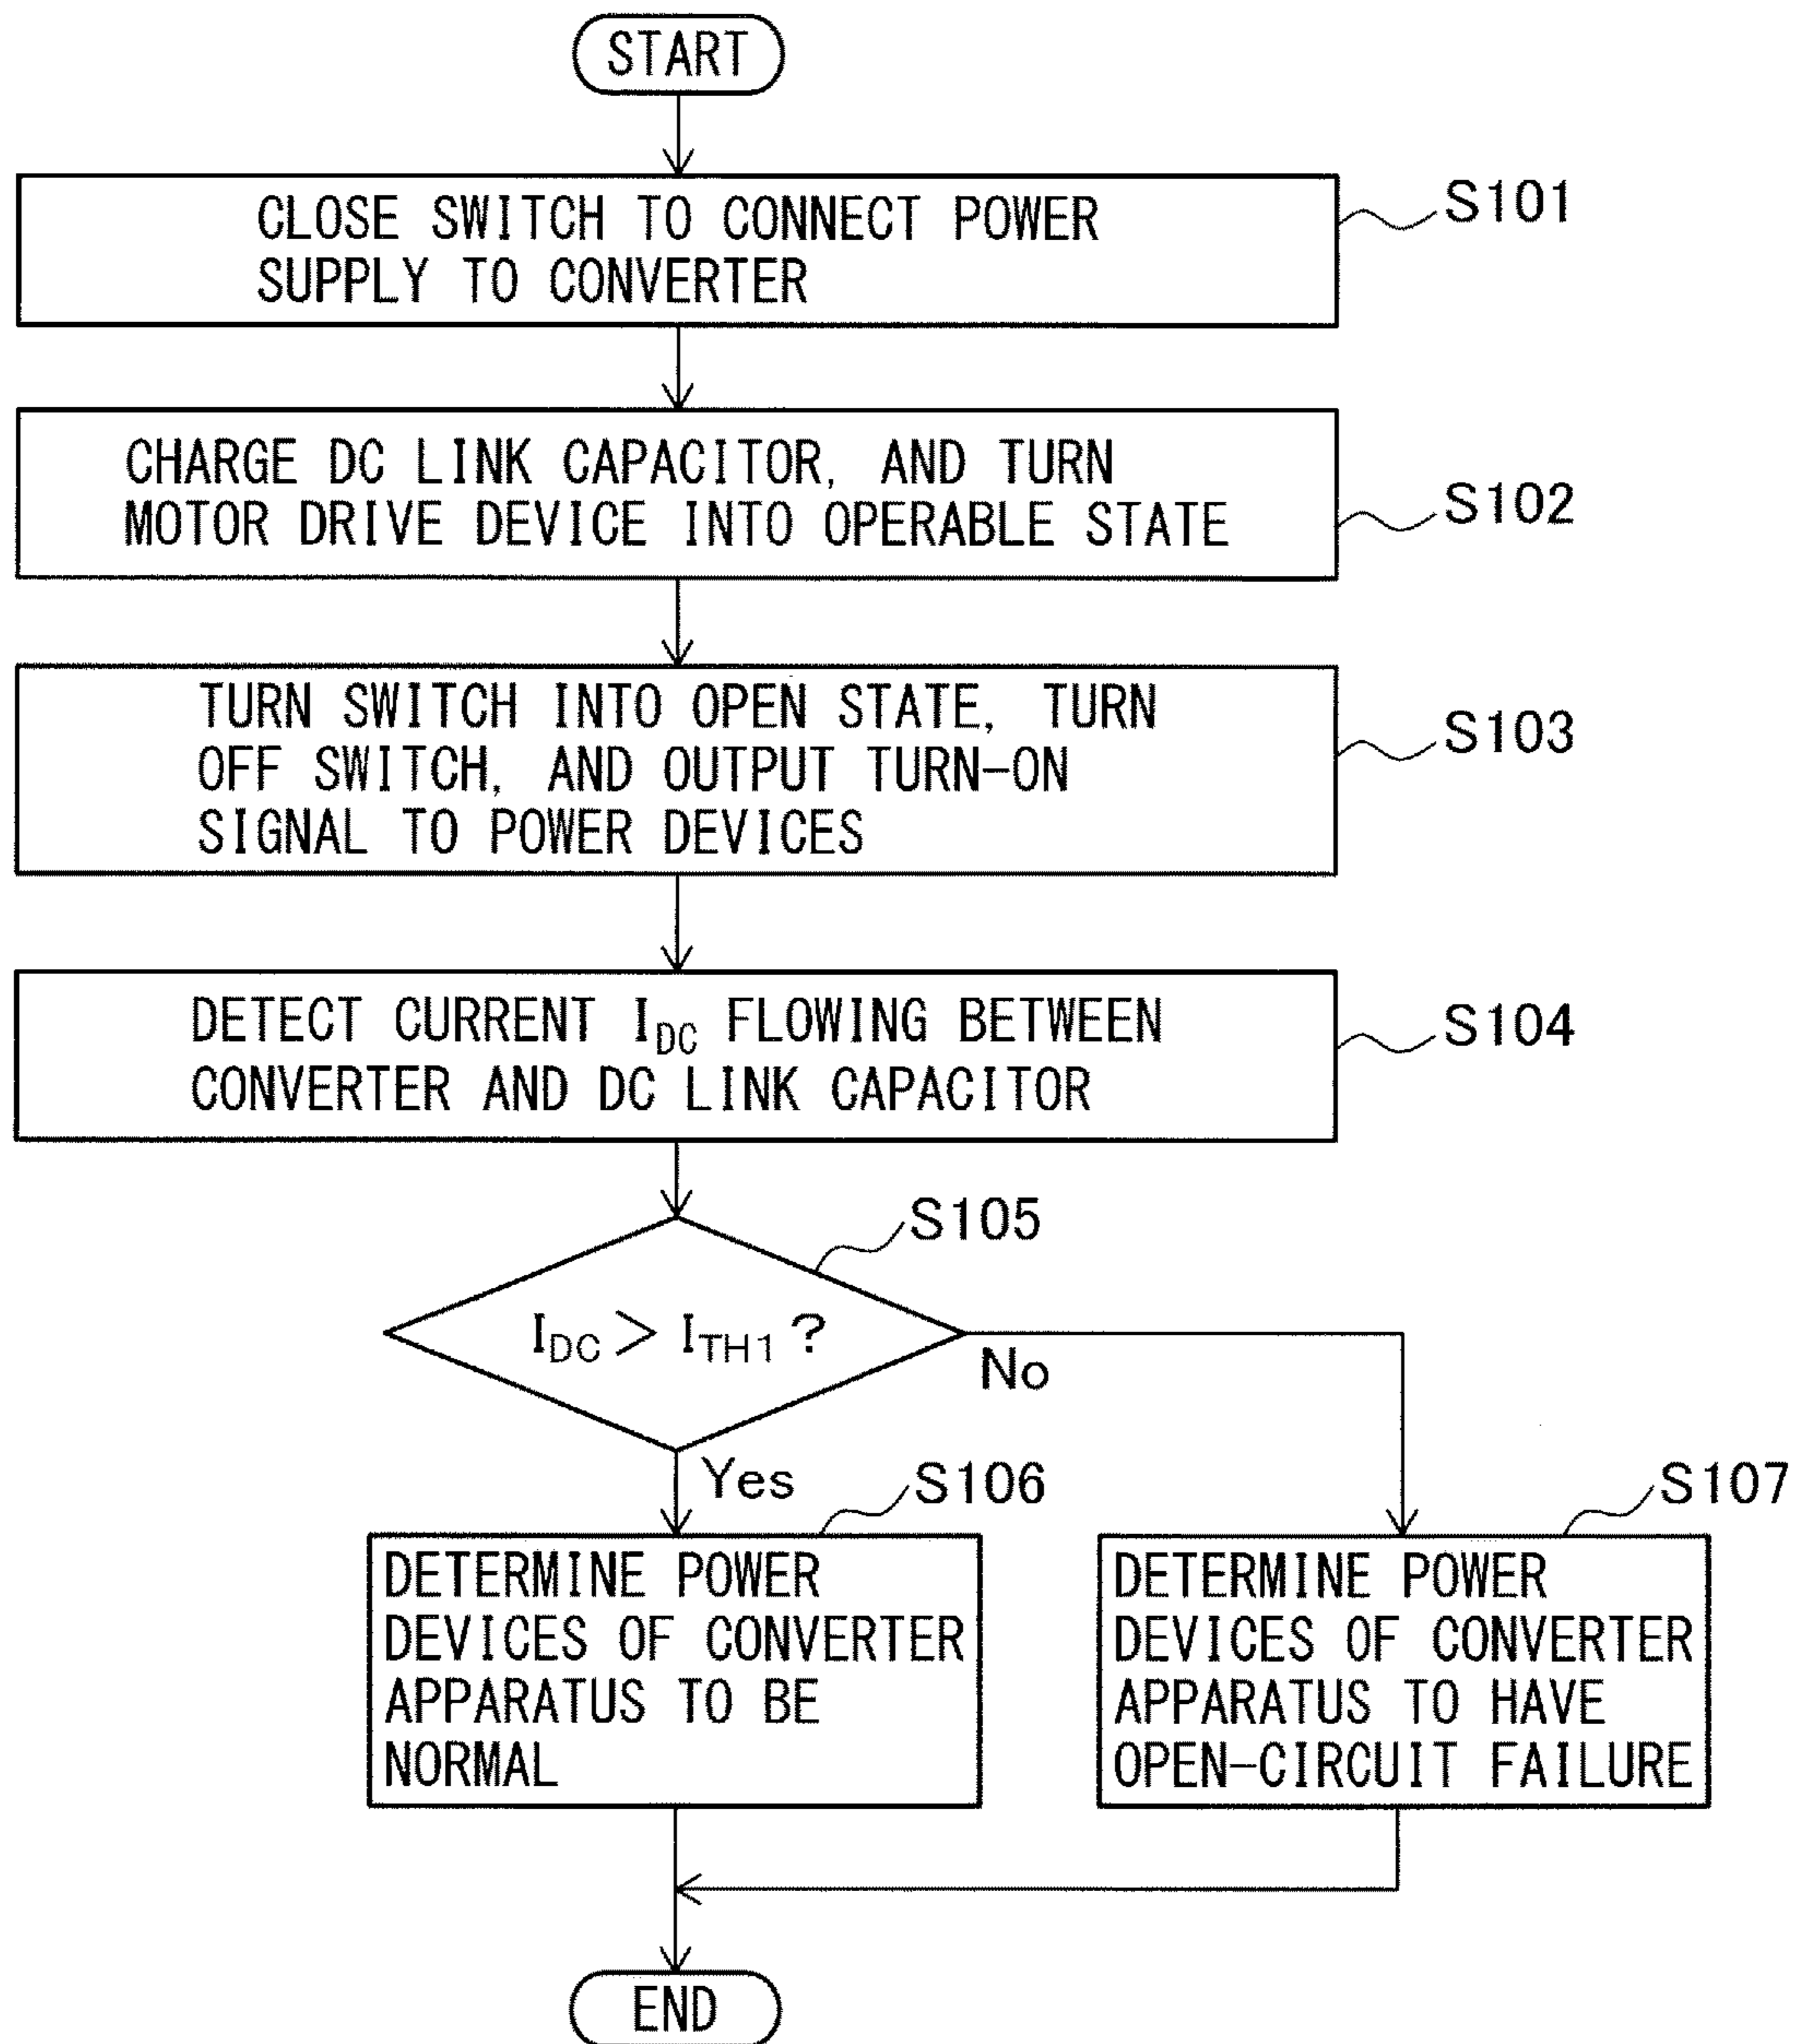 START
CLOSE SWITCH TO CONNECT POWER
SUPPLY TO CONVERTER
S101
CHARGE DC LINK CAPACITOR, AND TURN
MOTOR DRIVE DEVICE INTO OPERABLE STATE
S102
TURN SWITCH INTO OPEN STATE, TURN
OFF SWITCH, AND OUTPUT TURN-ON
SIGNAL TO POWER DEVICES
S103
DETECT CURRENT IDC FLOWING BETWEEN
CONVERTER AND DC LINK CAPACITOR
S104
S105
IDC > ITH1 ?
No
Yes
S106
DETERMINE POWER
DEVICES OF CONVERTER
APPARATUS TO BE
NORMAL
S107
DETERMINE POWER
DEVICES OF CONVERTER
APPARATUS TO HAVE
OPEN-CIRCUIT FAILURE
END